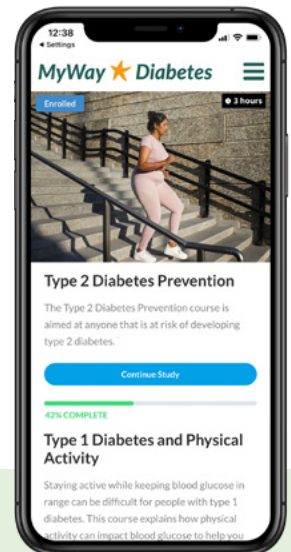 12:38
Settings
MyWay Diabetes
Enrolled
3 hours
Type 2 Diabetes Prevention
The Type 2 Diabetes Prevention course is
aimed at anyone that is at risk of developing
type 2 diabetes.
Continue Study
42% COMPLETE
Type 1 Diabetes and Physical
Activity
Staying active while keeping blood glucose in
range can be difficult for people with type 1
diabetes. This course explains how physical
activity can impact blood glucose to help you